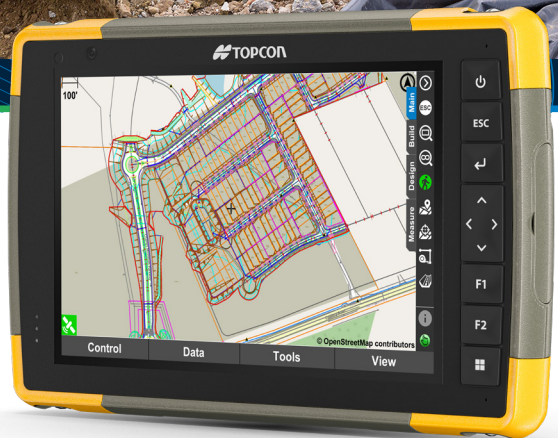 TOPCON
100'
ESC
Main
Build
Design
Measure
ESC
F1
F2
© OpenStreetMap contributors
Control
Data
Tools
View